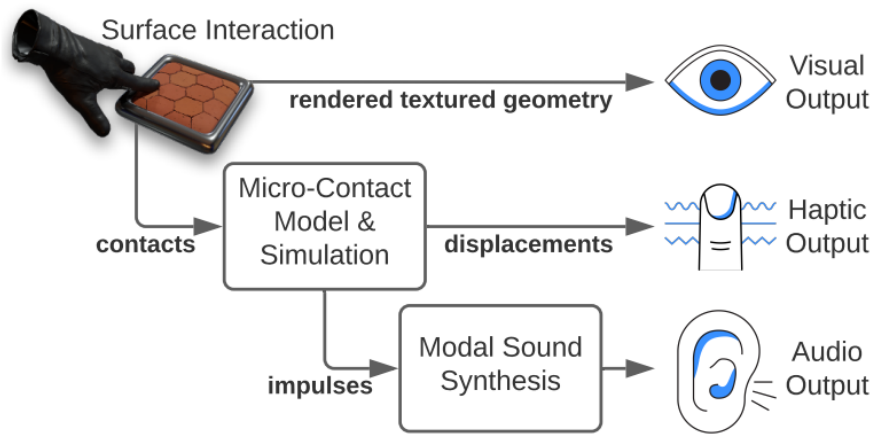 Surface Interaction
rendered textured geometry
Visual
Output
Micro-Contact
Model &
Simulation
contacts
displacements
Haptic
Output
impulses
Modal Sound
Synthesis
Audio
Output